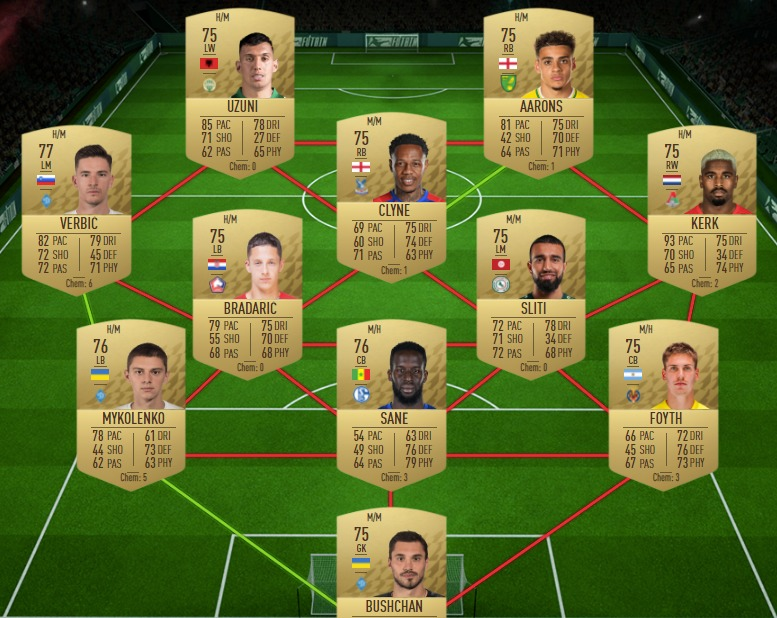 H/M
75
LW
UZUNI
85 PAC 78 DRI
71 SHO 27 DEF
62 PAS 65 PHY
Chem: 0
H/M
75
RB
AARONS
81 PAC 75 DRI
42 SHO 70 DEF
64 PAS 71 PHY
Chem: 1
H/M
77
LM
VERBIC
82 PAC 79 DRI
72 SHO 45 DEF
72 PAS 71 PHY
Chem: 6
M/M
75
RB
CLYNE
69 PAC 75 DRI
60 SHO 74 DEF
71 PAS 63 PHY
Chem: 1
H/M
75
RW
KERK
93 PAC 75 DRI
70 SHO 34 DEF
65 PAS 74 PHY
Chem: 2
H/M
75
LB
BRADARIC
79 PAC 75 DRI
55 SHO 70 DEF
68 PAS 68 PHY
Chem: 0
M/M
75
LM
SLITI
72 PAC 78 DRI
71 SHO 34 DEF
72 PAS 68 PHY
Chem: 0
H/M
76
LB
MYKOLENKO
78 PAC 61 DRI
44 SHO 73 DEF
62 PAS 63 PHY
Chem: 5
M/H
76
CB
SANE
54 PAC 63 DRI
49 SHO 76 DEF
64 PAS 79 PHY
Chem: 3
M/H
75
CB
FOYTH
66 PAC 72 DRI
45 SHO 76 DEF
67 PAS 73 PHY
Chem: 3
M/M
75
GK
BUSHCHAN